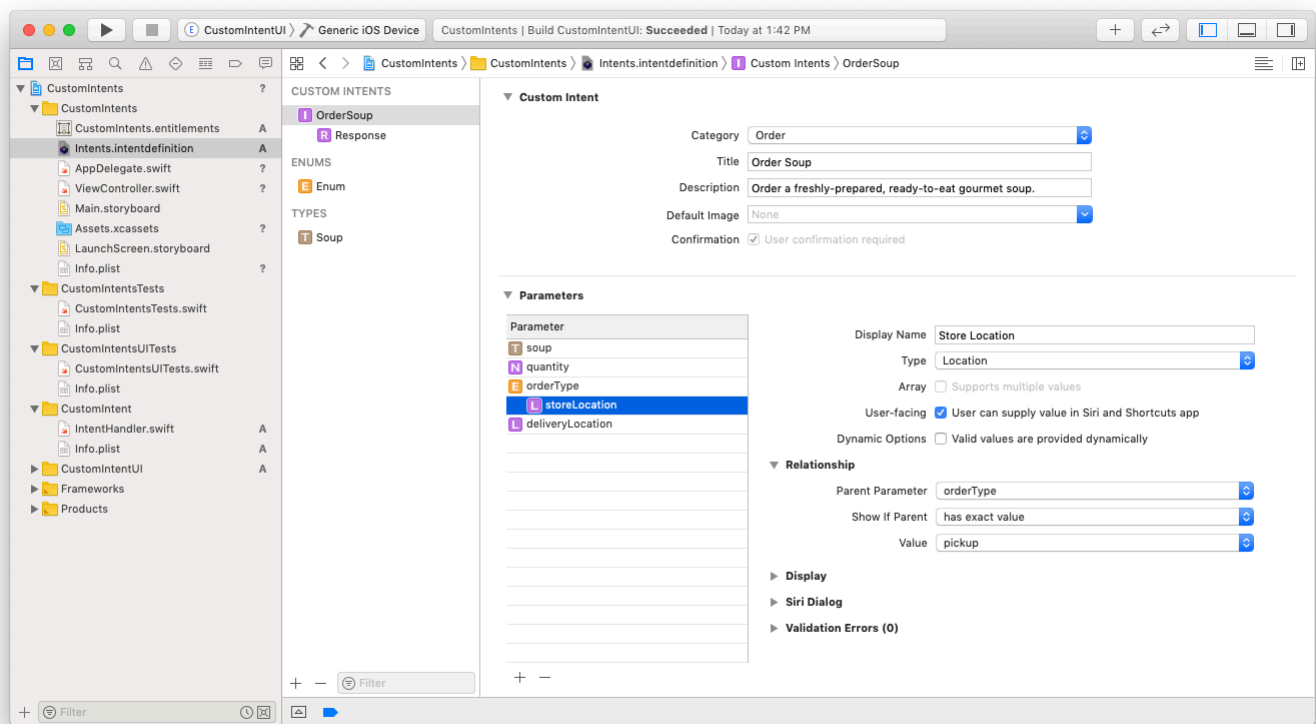 CustomIntentUI 〉 Generic iOS Device
CustomIntents | Build CustomIntentUI: Succeeded | Today at 1:42 PM
CustomIntents 〉 CustomIntents 〉 Intents.intentdefinition 〉 I Custom Intents 〉 OrderSoup
CustomIntents ?
CustomIntents
CustomIntents.entitlements A
Intents.intentdefinition A
AppDelegate.swift ?
ViewController.swift ?
Main.storyboard
Assets.xcassets ?
LaunchScreen.storyboard
Info.plist ?
CustomIntentsTests
CustomIntentsTests.swift
Info.plist
CustomIntentsUITests
CustomIntentsUITests.swift
Info.plist
CustomIntent
IntentHandler.swift A
Info.plist A
CustomIntentUI A
Frameworks
Products
Filter
CUSTOM INTENTS
I OrderSoup
R Response
ENUMS
E Enum
TYPES
T Soup
Filter
Custom Intent
Category Order
Title Order Soup
Description Order a freshly-prepared, ready-to-eat gourmet soup.
Default Image None
Confirmation User confirmation required
Parameters
Parameter
T soup
N quantity
E orderType
L storeLocation
L deliveryLocation
Display Name Store Location
Type Location
Array Supports multiple values
User-facing User can supply value in Siri and Shortcuts app
Dynamic Options Valid values are provided dynamically
Relationship
Parent Parameter orderType
Show If Parent has exact value
Value pickup
Display
Siri Dialog
Validation Errors (0)